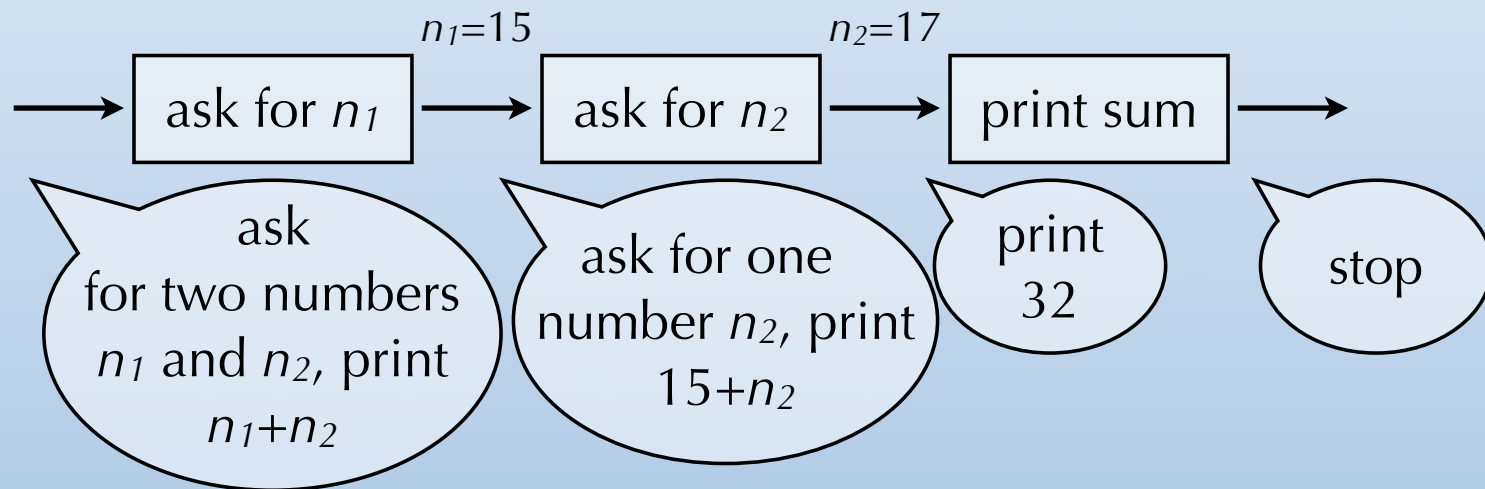 n1=15
n2=17
ask for n1
ask for n2
print sum
ask
for two numbers
n1 and n2, print
n1+n2
ask for one
number n2, print
15+n2
print
32
stop